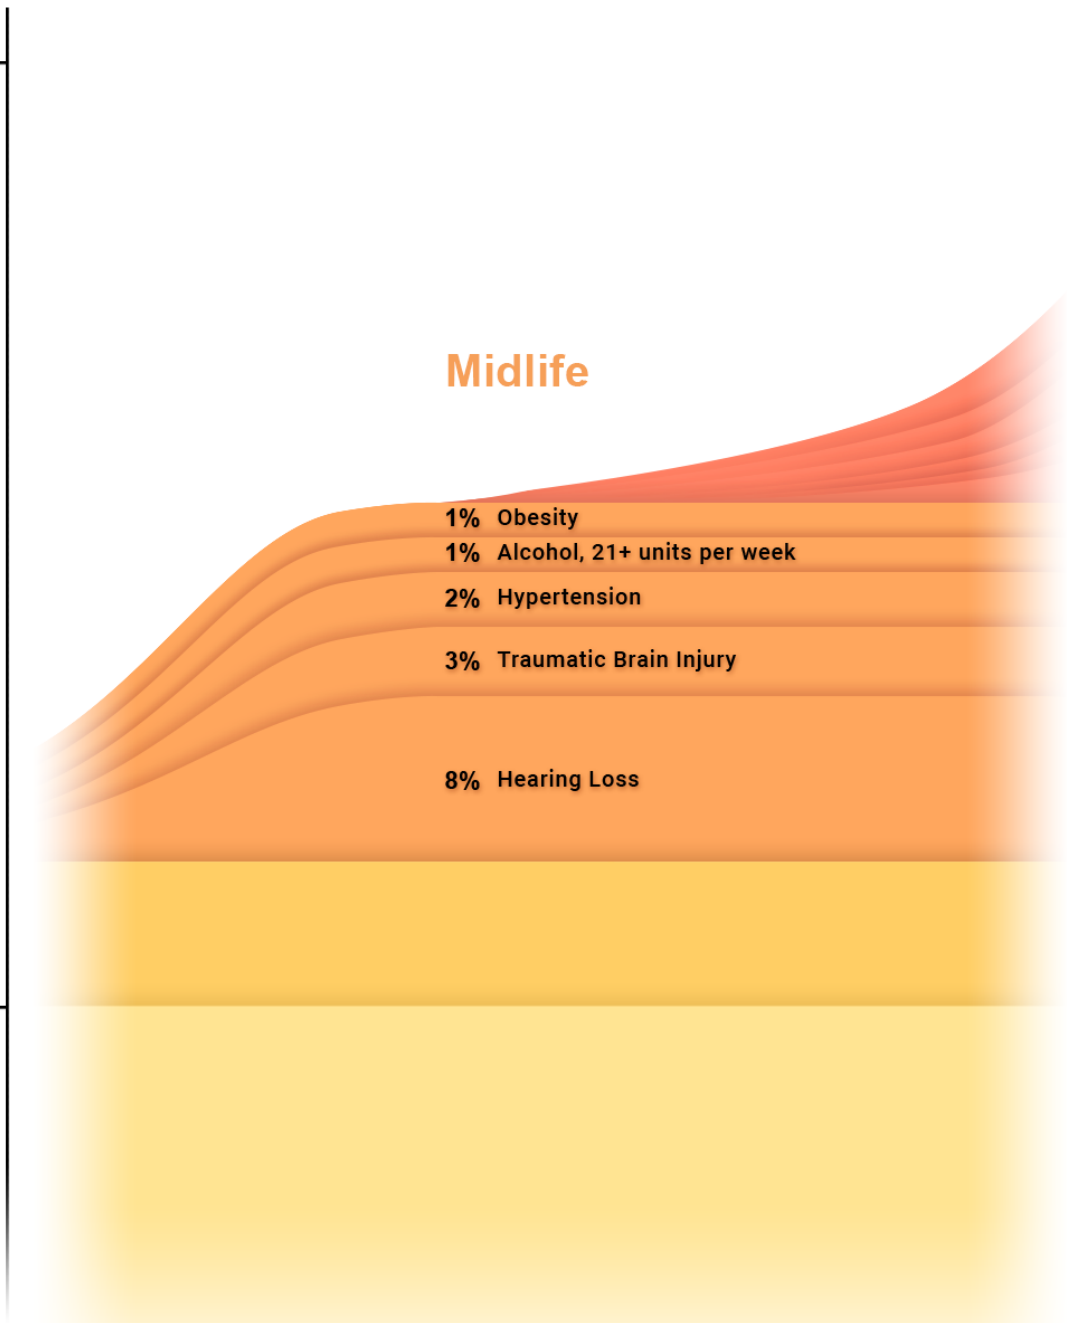 Midlife
1% Obesity
1% Alcohol, 21+ units per week
2% Hypertension
3% Traumatic Brain Injury
8% Hearing Loss